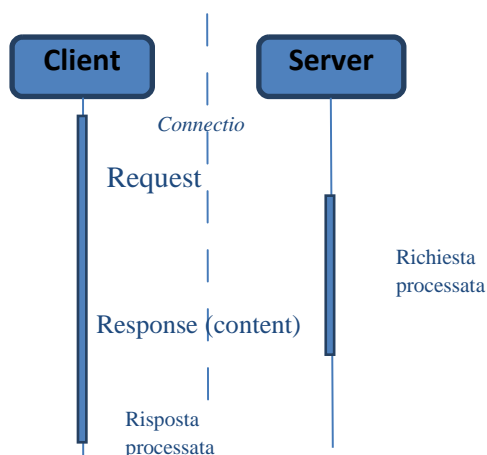 Client
Server
Connectio
Request
Richiesta
processata
Response (content)
Risposta
processata